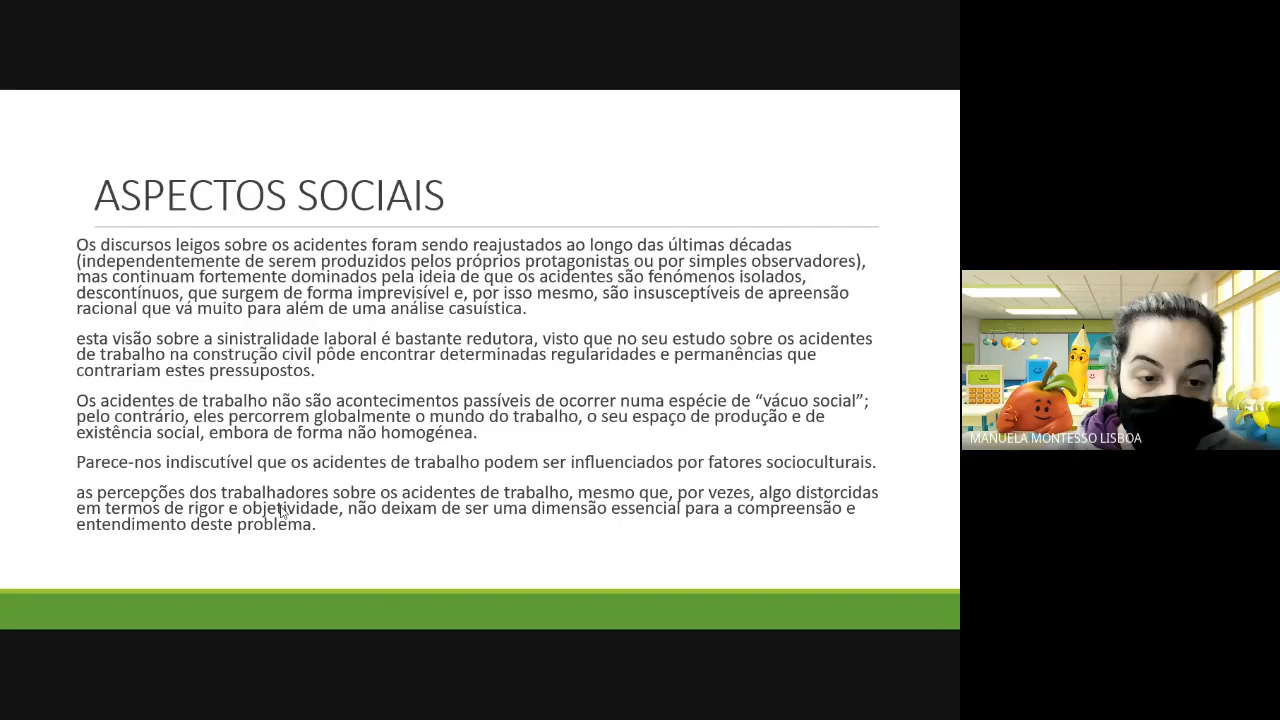 ASPECTOS SOCIAIS
Os discursos leigos sobre os acidentes foram sendo reajustados ao longo das últimas décadas
(independentemente de serem produzidos pelos próprios protagonistas ou por simples observadores),
mas continuam fortemente dominados pela ideia de que os acidentes são fenómenos isolados,
descontínuos, que surgem de forma imprevisível e, por isso mesmo, são insusceptíveis de apreensão
racional que vá muito para além de uma análise casuística.
esta visão sobre a sinistralidade laboral é bastante redutora, visto que no seu estudo sobre os acidentes
de trabalho na construção civil pôde encontrar determinadas regularidades e permanências que
contrariam estes pressupostos.
Os acidentes de trabalho não são acontecimentos passíveis de ocorrer numa espécie de “vácuo social”;
pelo contrário, eles percorrem globalmente o mundo do trabalho, o seu espaço de produção e de
existência social, embora de forma não homogénea.
Parece-nos indiscutível que os acidentes de trabalho podem ser influenciados por fatores socioculturais.
as percepções dos trabalhadores sobre os acidentes de trabalho, mesmo que, por vezes, algo distorcidas
em termos de rigor e objetividade, não deixam de ser uma dimensão essencial para a compreensão e
entendimento deste problema.
MANUELA MONTESSO LISBOA